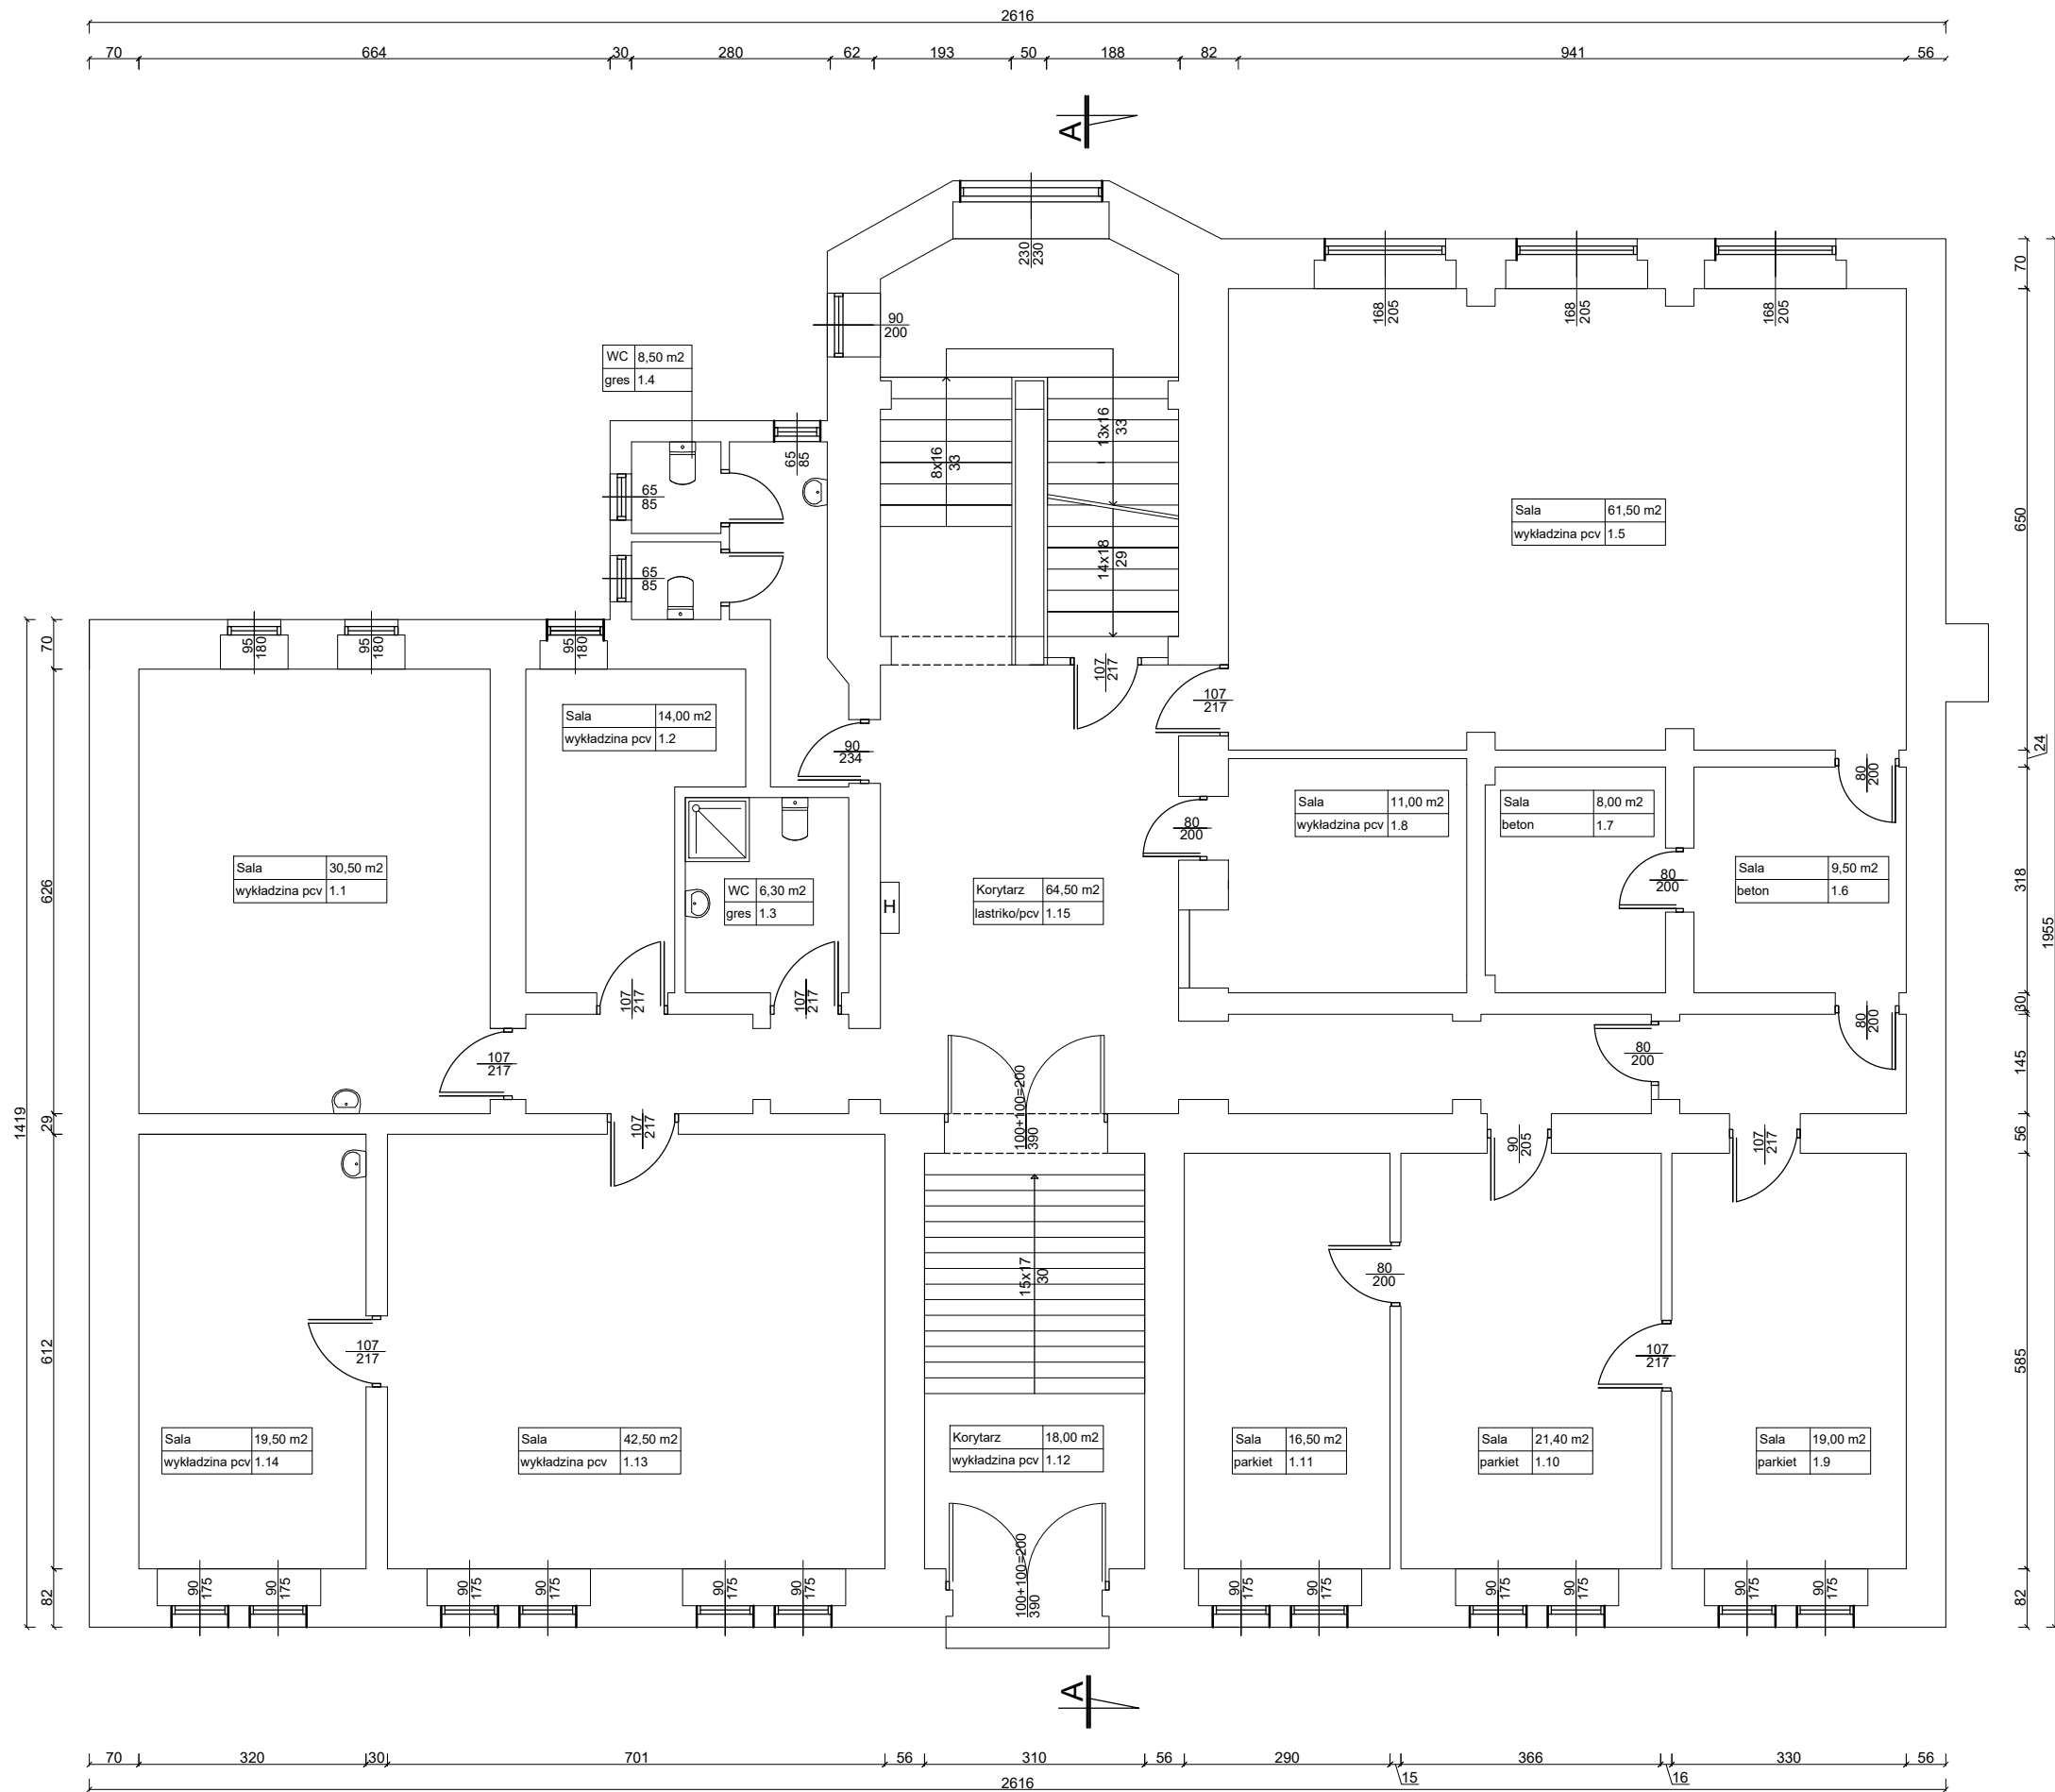 2616
70 664 30 280 62 193 50 188 82 941 56
A
230
230
168
205
168
205
168
205
70
90
200
WC 8,50 m2
gres 1.4
65
85
65
85
65
85
8x16
33
13x16
33
14x18
29
Sala 61,50 m2
wykładzina pcv 1.5
650
95
180
95
180
95
180
70
107
217
107
217
Sala 14,00 m2
wykładzina pcv 1.2
90
234
80
200
24
Sala 11,00 m2
wykładzina pcv 1.8
Sala 8,00 m2
beton 1.7
80
200
Sala 30,50 m2
wykładzina pcv 1.1
626
WC 6,30 m2
gres 1.3
H
Korytarz 64,50 m2
lastriko/pcv 1.15
80
200
Sala 9,50 m2
beton 1.6
318
1955
107
217
107
217
30
80
200
107
217
80
200
145
100+100=200
390
1419
29
107
217
90
205
107
217
56
15x17
30
80
200
612
107
217
107
217
585
Sala 19,50 m2
wykładzina pcv 1.14
Sala 42,50 m2
wykładzina pcv 1.13
Korytarz 18,00 m2
wykładzina pcv 1.12
Sala 16,50 m2
parkiet 1.11
Sala 21,40 m2
parkiet 1.10
Sala 19,00 m2
parkiet 1.9
82
90
175
90
175
90
175
90
175
90
175
90
175
100+100=200
390
90
175
90
175
90
175
90
175
90
175
90
175
82
A
70 320 30 701 56 310 56 290 15 366 16 330 56
2616